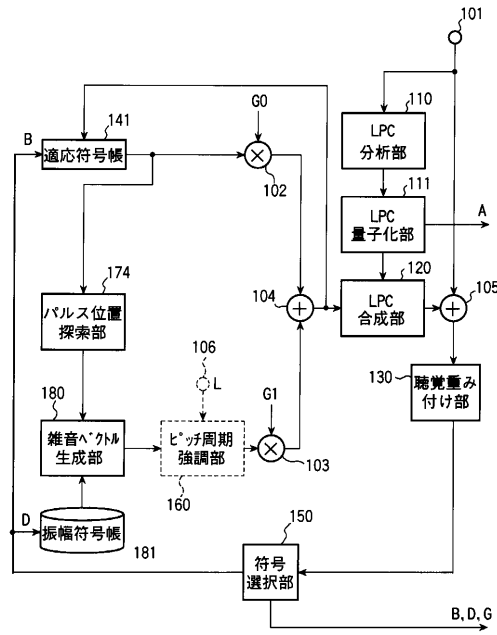 101
110
LPC
分析部
G0
141
B
適応符号帳
102
111
LPC
量子化部
A
174
パルス位置
探索部
104
120
LPC
合成部
105
106
L
130
聴覚重み
付け部
180
雑音ベクトル
生成部
ピッチ周期
強調部
160
G1
103
D
振幅符号帳
181
150
符号
選択部
B, D, G